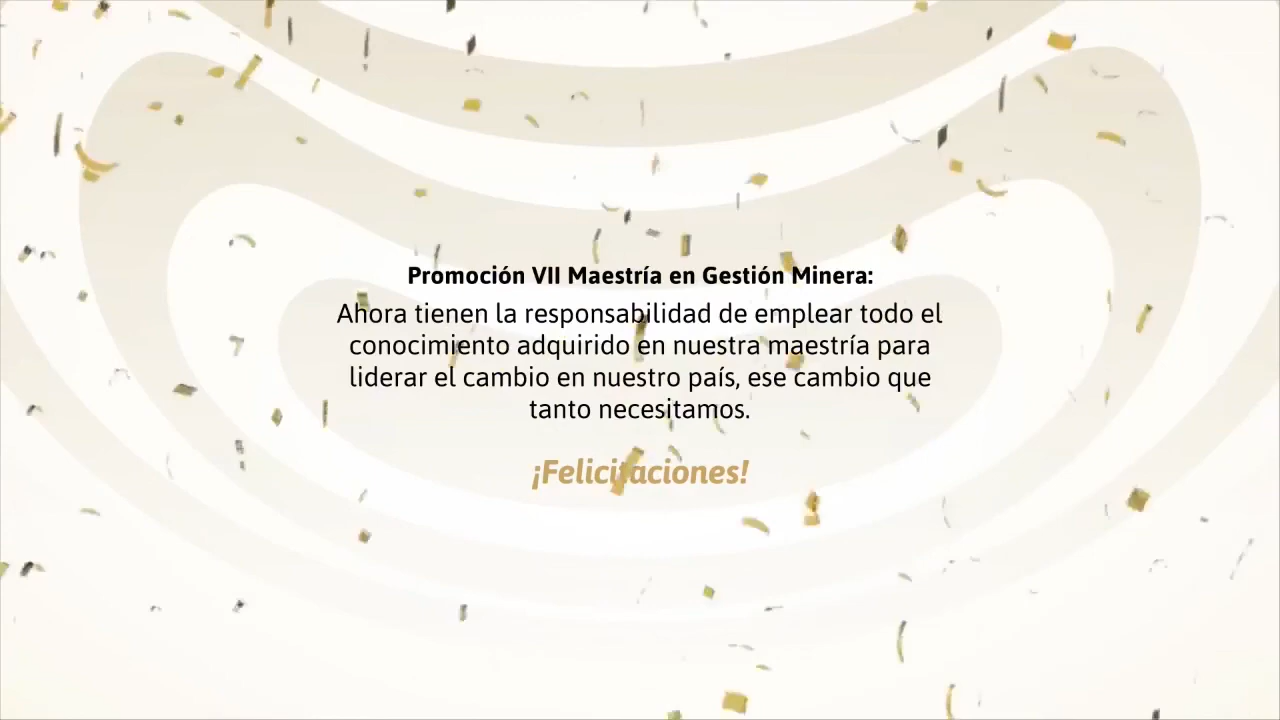 Promoción VII Maestría en Gestión Minera:
Ahora tienen la responsabilidad de emplear todo el
conocimiento adquirido en nuestra maestría para
liderar el cambio en nuestro país, ese cambio que
tanto necesitamos.
¡Felicitaciones!